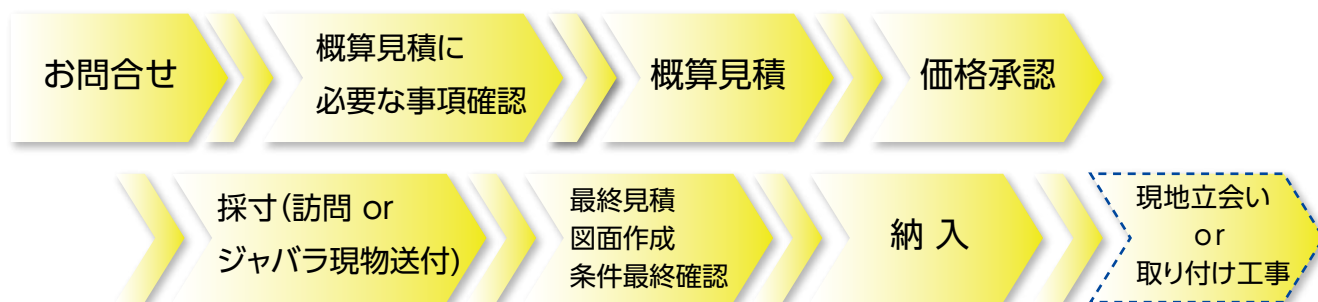 お問合せ
概算見積に
必要な事項確認
概算見積
価格承認
採寸(訪問 or
ジャバラ現物送付)
最終見積
図面作成
条件最終確認
納 入
現地立会い
or
取り付け工事